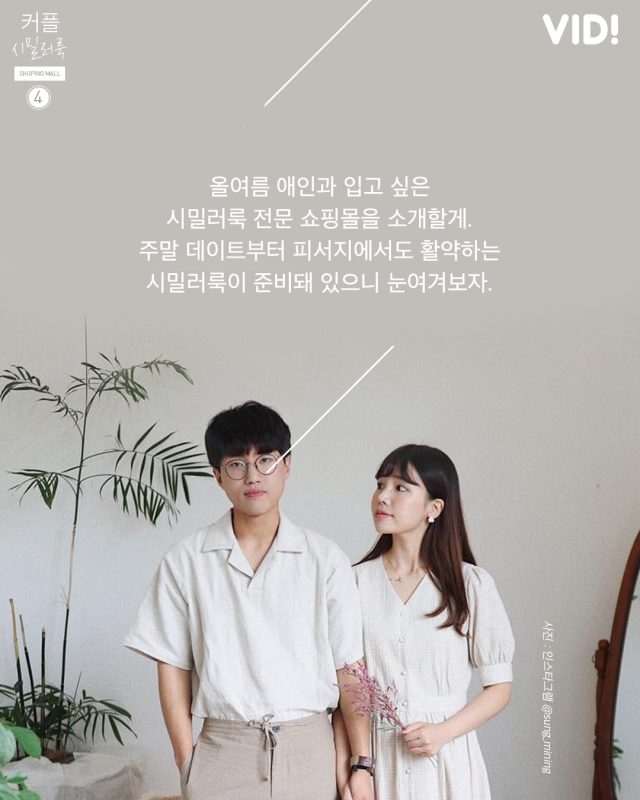 커플
시밀러룩
SHOPING MALL
4
VID!
올여름 애인과 입고 싶은
시밀러룩 전문 쇼핑몰을 소개할게.
주말 데이트부터 피서지에서도 활약하는
시밀러룩이 준비돼 있으니 눈여겨보자.
사진 : 인스타그램 @sung.mining